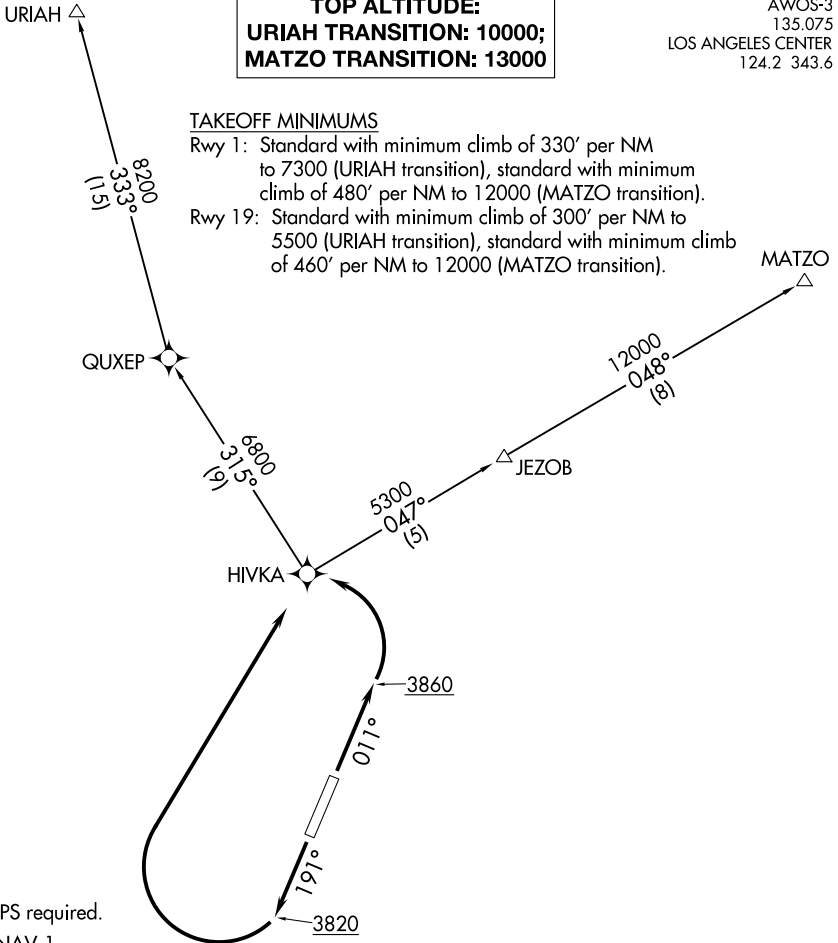 TOP ALTITUDE:
URIAH TRANSITION: 10000;
MATZO TRANSITION: 13000
AWOS-3
135.075
LOS ANGELES CENTER
124.2 343.6
URIAH
TAKEOFF MINIMUMS
Rwy 1: Standard with minimum climb of 330' per NM
to 7300 (URIAH transition), standard with minimum
climb of 480' per NM to 12000 (MATZO transition).
Rwy 19: Standard with minimum climb of 300' per NM to
5500 (URIAH transition), standard with minimum climb
of 460' per NM to 12000 (MATZO transition).
8200
333°
(15)
MATZO
QUXEP
12000
048°
(8)
6800
315°
(9)
JEZOB
5300
047°
(5)
HIVKA
3860
011°
191°
3820
PS required.
NAV 1